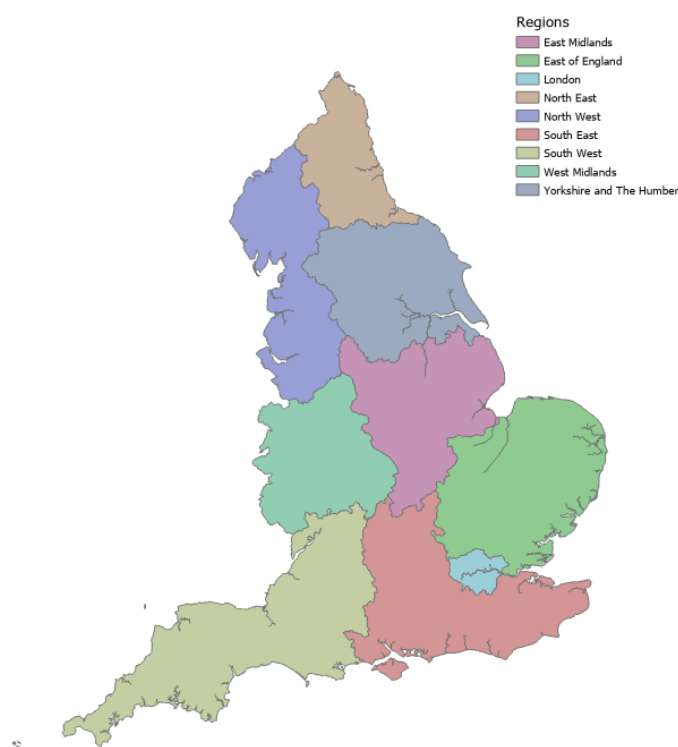 Regions
East Midlands
East of England
London
North East
North West
South East
South West
West Midlands
Yorkshire and The Humber